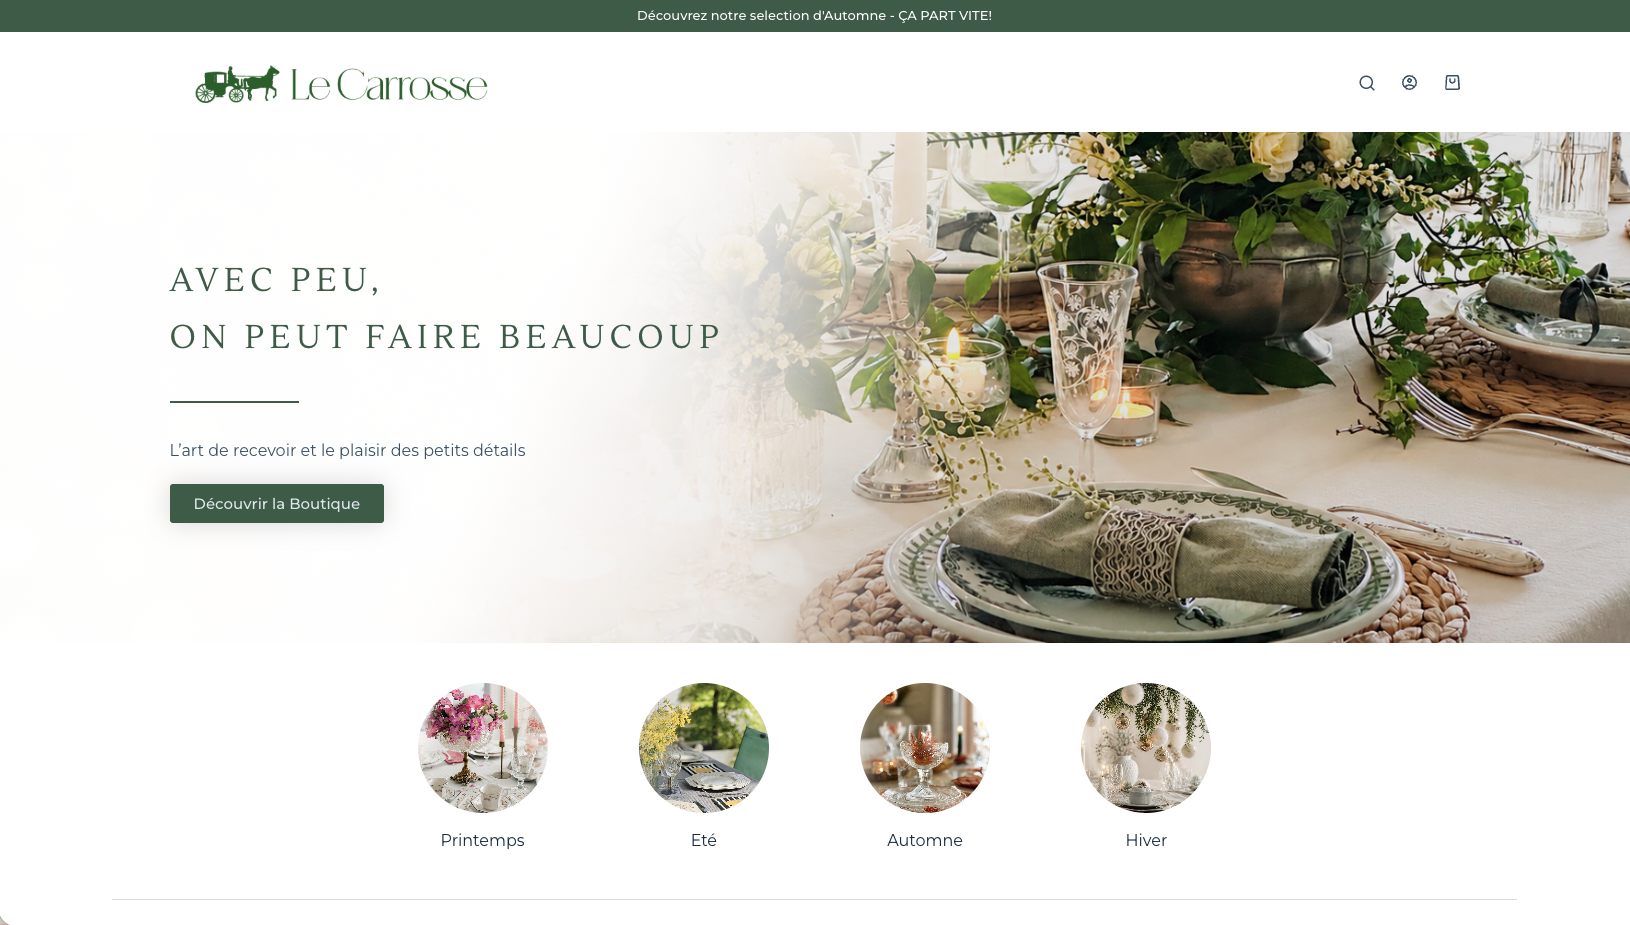 Découvrez notre selection d'Automne - ÇA PART VITE!
Le Carrosse
AVEC PEU,
ON PEUT FAIRE BEAUCOUP
L’art de recevoir et le plaisir des petits détails
Découvrir la Boutique
Printemps
Eté
Automne
Hiver